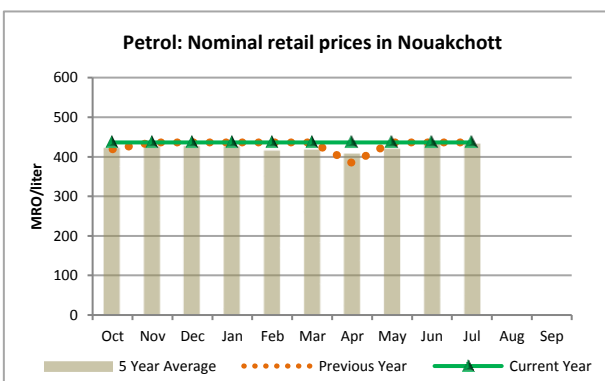 Petrol: Nominal retail prices in Nouakchott
600
500
400
300
200
100
0
MRO/liter
Oct Nov Dec Jan Feb Mar Apr May Jun Jul Aug Sep
5 Year Average Previous Year Current Year